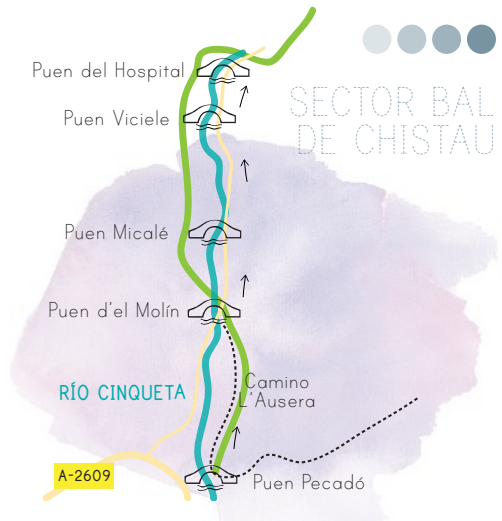 Puen del Hospital
SECTOR BAL
DE CHISTAU
Puen Viciele
Puen Micalé
Puen d'el Molín
RÍO CINQUETA
Camino
L'Ausera
A-2609
Puen Pecadó